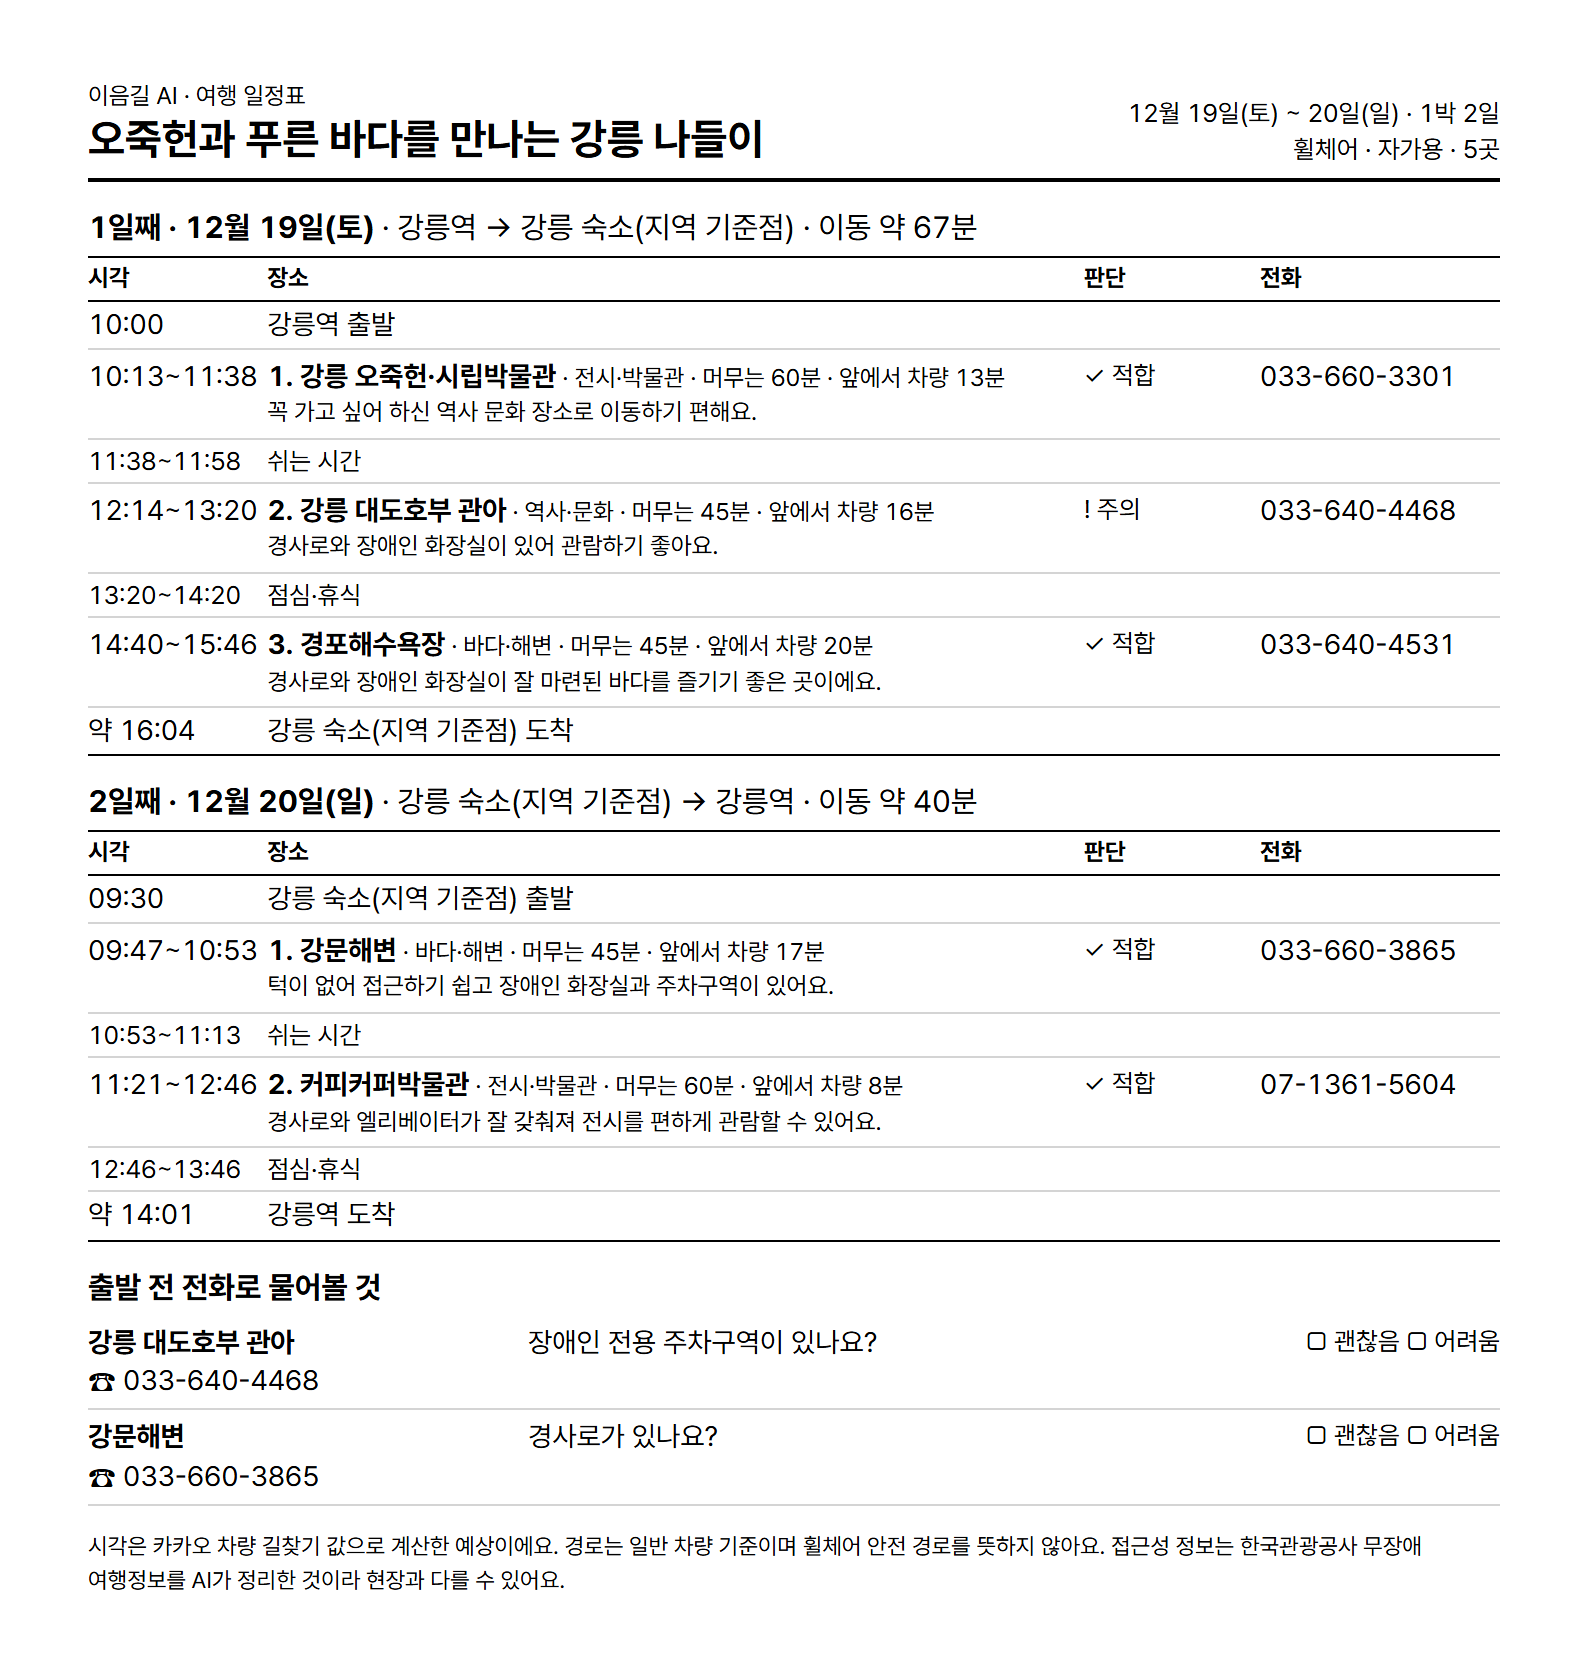 이음길 AI · 여행 일정표
오죽헌과 푸른 바다를 만나는 강릉 나들이
12월 19일(토) ~ 20일(일) · 1박 2일
휠체어 · 자가용 · 5곳
1일째 · 12월 19일(토) · 강릉역 → 강릉 숙소(지역 기준점) · 이동 약 67분
시각 장소 판단 전화
10:00 강릉역 출발
10:13~11:38 1. 강릉 오죽헌·시립박물관 · 전시·박물관 · 머무는 60분 · 앞에서 차량 13분 ✓ 적합 033-660-3301
꼭 가고 싶어 하신 역사 문화 장소로 이동하기 편해요.
11:38~11:58 쉬는 시간
12:14~13:20 2. 강릉 대도호부 관아 · 역사·문화 · 머무는 45분 · 앞에서 차량 16분 ! 주의 033-640-4468
경사로와 장애인 화장실이 있어 관람하기 좋아요.
13:20~14:20 점심·휴식
14:40~15:46 3. 경포해수욕장 · 바다·해변 · 머무는 45분 · 앞에서 차량 20분 ✓ 적합 033-640-4531
경사로와 장애인 화장실이 잘 마련된 바다를 즐기기 좋은 곳이에요.
약 16:04 강릉 숙소(지역 기준점) 도착
2일째 · 12월 20일(일) · 강릉 숙소(지역 기준점) → 강릉역 · 이동 약 40분
시각 장소 판단 전화
09:30 강릉 숙소(지역 기준점) 출발
09:47~10:53 1. 강문해변 · 바다·해변 · 머무는 45분 · 앞에서 차량 17분 ✓ 적합 033-660-3865
턱이 없어 접근하기 쉽고 장애인 화장실과 주차구역이 있어요.
10:53~11:13 쉬는 시간
11:21~12:46 2. 커피커퍼박물관 · 전시·박물관 · 머무는 60분 · 앞에서 차량 8분 ✓ 적합 07-1361-5604
경사로와 엘리베이터가 잘 갖춰져 전시를 편하게 관람할 수 있어요.
12:46~13:46 점심·휴식
약 14:01 강릉역 도착
출발 전 전화로 물어볼 것
강릉 대도호부 관아 장애인 전용 주차구역이 있나요? ▢ 괜찮음 ▢ 어려움
☎ 033-640-4468
강문해변 경사로가 있나요? ▢ 괜찮음 ▢ 어려움
☎ 033-660-3865
시각은 카카오 차량 길찾기 값으로 계산한 예상이에요. 경로는 일반 차량 기준이며 휠체어 안전 경로를 뜻하지 않아요. 접근성 정보는 한국관광공사 무장애
여행정보를 AI가 정리한 것이라 현장과 다를 수 있어요.